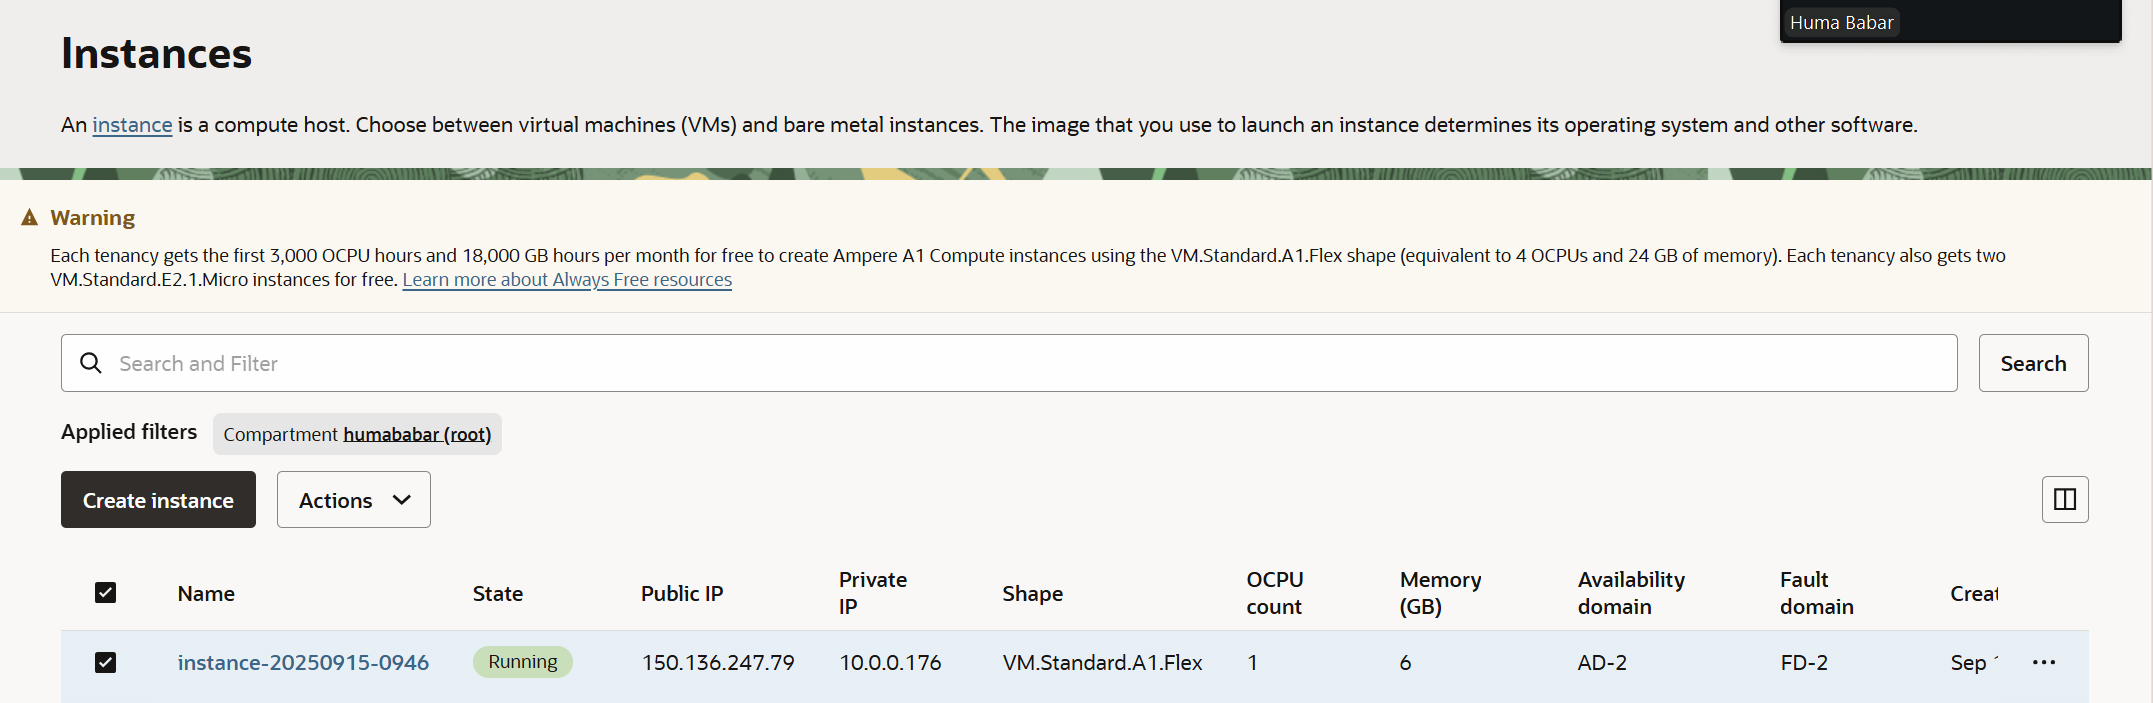 Huma Babar
Instances
An instance is a compute host. Choose between virtual machines (VMs) and bare metal instances. The image that you use to launch an instance determines its operating system and other software.
Warning
Each tenancy gets the first 3,000 OCPU hours and 18,000 GB hours per month for free to create Ampere A1 Compute instances using the VM.Standard.A1.Flex shape (equivalent to 4 OCPUs and 24 GB of memory). Each tenancy also gets two
VM.Standard.E2.1.Micro instances for free. Learn more about Always Free resources
Search and Filter
Search
Applied filters Compartment humababar (root)
Create instance Actions
Name State Public IP Private IP Shape OCPU count Memory (GB) Availability domain Fault domain
instance-20250915-0946 Running 150.136.247.79 10.0.0.176 VM.Standard.A1.Flex 1 6 AD-2 FD-2 Sep